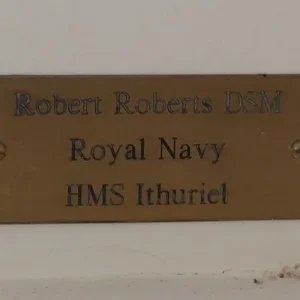 Robert Roberts DSM
Royal Navy
HMS Ithuriel